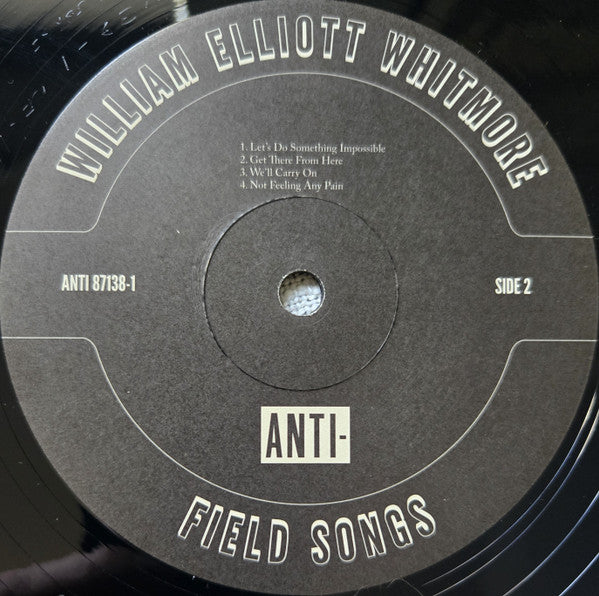 WILLIAM ELLIOTT WHITMORE
1. Let's Do Something Impossible
2. Get There From Here
3. We'll Carry On
4. Not Feeling Any Pain
ANTI 87138-1
SIDE 2
ANTI-
FIELD SONGS